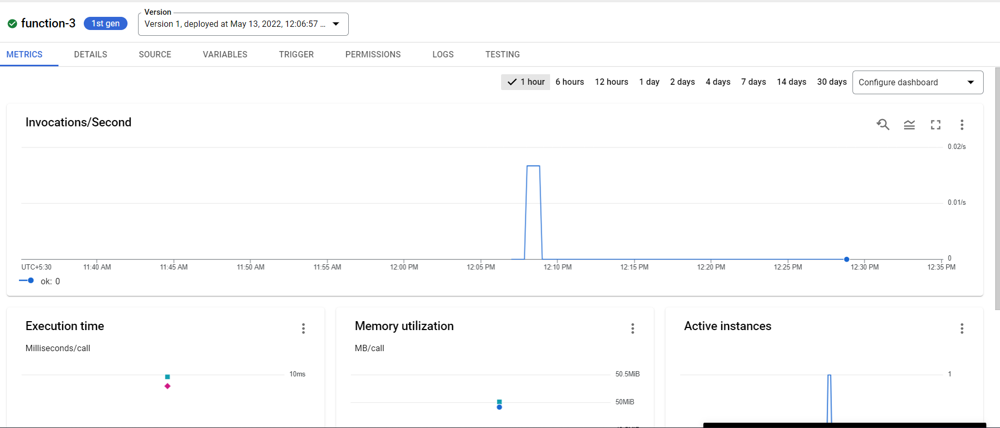 function-3
1st gen
Version
Version 1, deployed at May 13, 2022, 12:06:57 ...
METRICS DETAILS SOURCE VARIABLES TRIGGER PERMISSIONS LOGS TESTING
1 hour 6 hours 12 hours 1 day 2 days 4 days 7 days 14 days 30 days Configure dashboard
Invocations/Second
0.02/s
0.01/s
0
UTC+5:30 11:40 AM 11:45 AM 11:50 AM 11:55 AM 12:00 PM 12:05 PM 12:10 PM 12:15 PM 12:20 PM 12:25 PM 12:30 PM 12:35 PM
ok: 0
Execution time
Milliseconds/call
10ms
Memory utilization
MB/call
50.5MiB
50MiB
Active instances
1